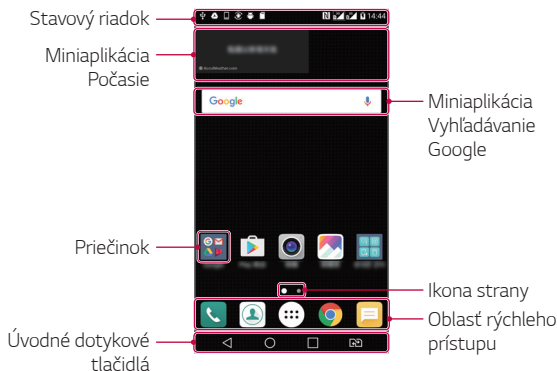 Stavový riadok
14:44
Miniaplikácia
Počasie
Google
Miniaplikácia
Vyhľadávanie
Google
Priečinok
Ikona strany
Oblasť rýchleho
prístupu
Úvodné dotykové
tlačidlá